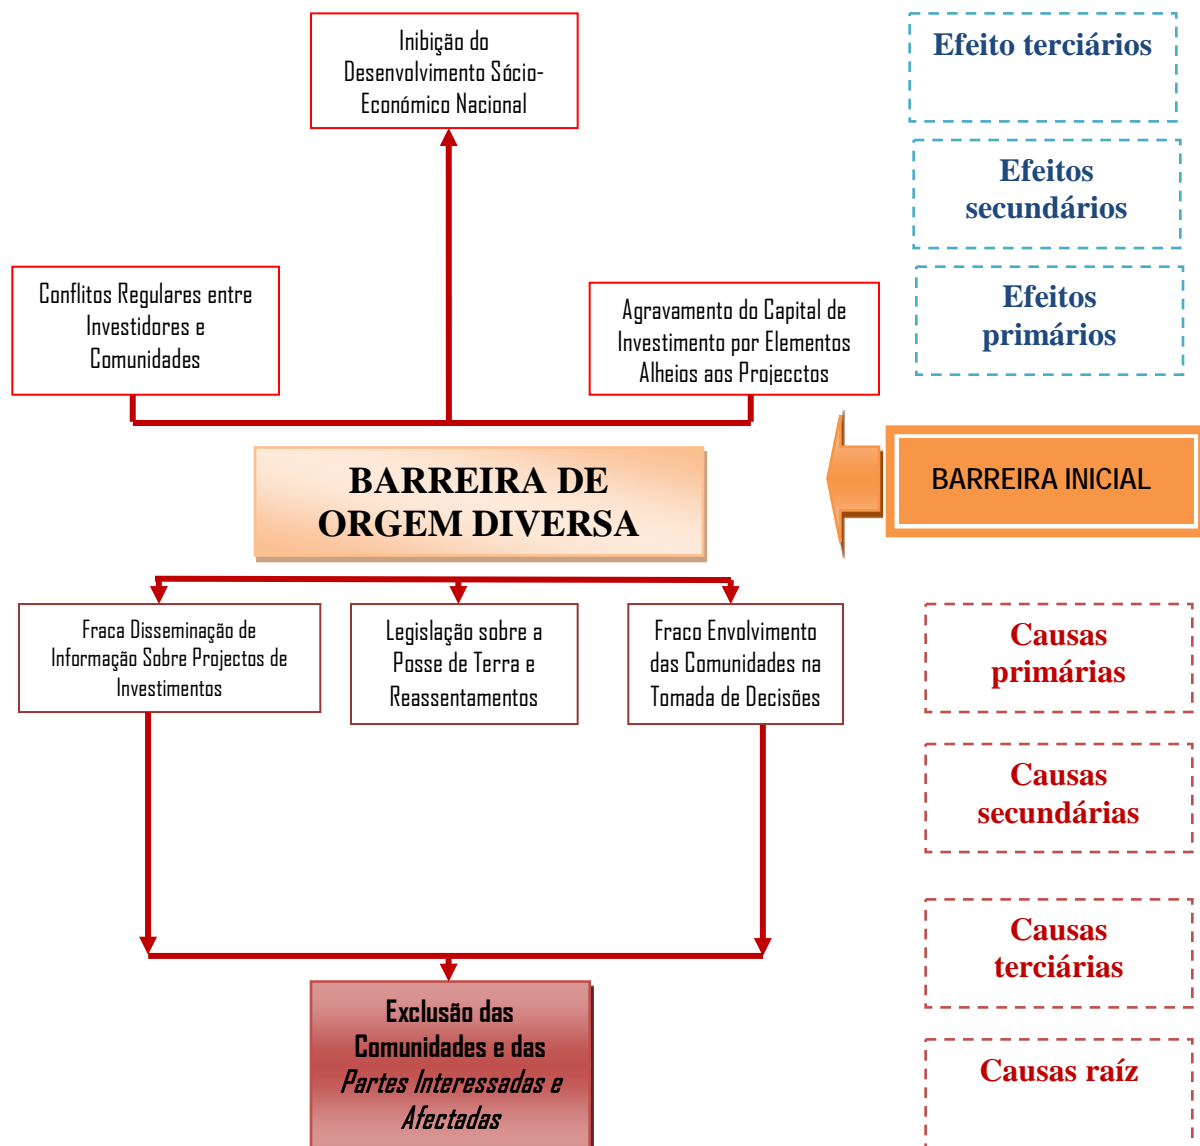 Inibição do
Desenvolvimento Sócio-
Económico Nacional
Efeito terciários
Efeitos
secundários
Conflitos Regulares entre
Investidores e
Comunidades
Agravamento do Capital de
Investimento por Elementos
Alheios aos Projecctos
Efeitos
primários
BARREIRA DE
ORGEM DIVERSA
BARREIRA INICIAL
Fraca Disseminação de
Informação Sobre Projectos de
Investimentos
Legislação sobre a
Posse de Terra e
Reassentamentos
Fraco Envolvimento
das Comunidades na
Tomada de Decisões
Causas
primárias
Causas
secundárias
Causas
terciárias
Exclusão das
Comunidades e das
Partes Interessadas e
Afectadas
Causas raíz